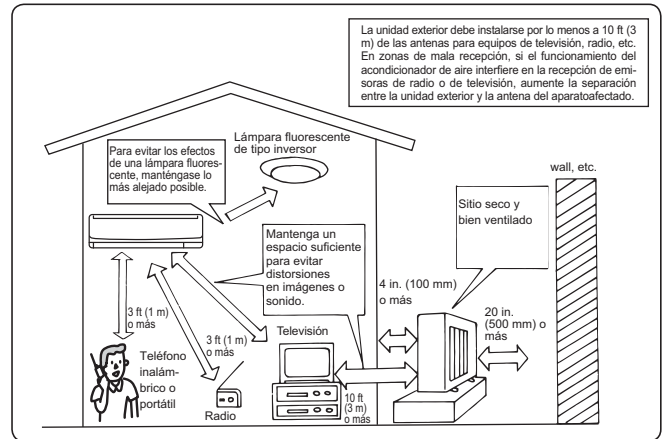 La unidad exterior debe instalarse por lo menos a 10 ft (3
m) de las antenas para equipos de televisión, radio, etc.
En zonas de mala recepción, si el funcionamiento del
acondicionador de aire interfiere en la recepción de emi-
soras de radio o de televisión, aumente la separación
entre la unidad exterior y la antena del aparatoafectado.
Lámpara fluorescente
de tipo inversor
Para evitar los efectos
de una lámpara fluores-
cente, manténgase lo
más alejado posible.
wall, etc.
Sitio seco y
bien ventilado
Mantenga un
espacio suficiente
para evitar
distorsiones
en imágenes o
sonido.
4 in. (100 mm)
o más
20 in.
(500 mm) o
más
3 ft (1 m)
o más
3 ft (1 m)
o más
Televisión
Teléfono
inalám-
brico o
portátil
Radio
10 ft
(3 m)
o más